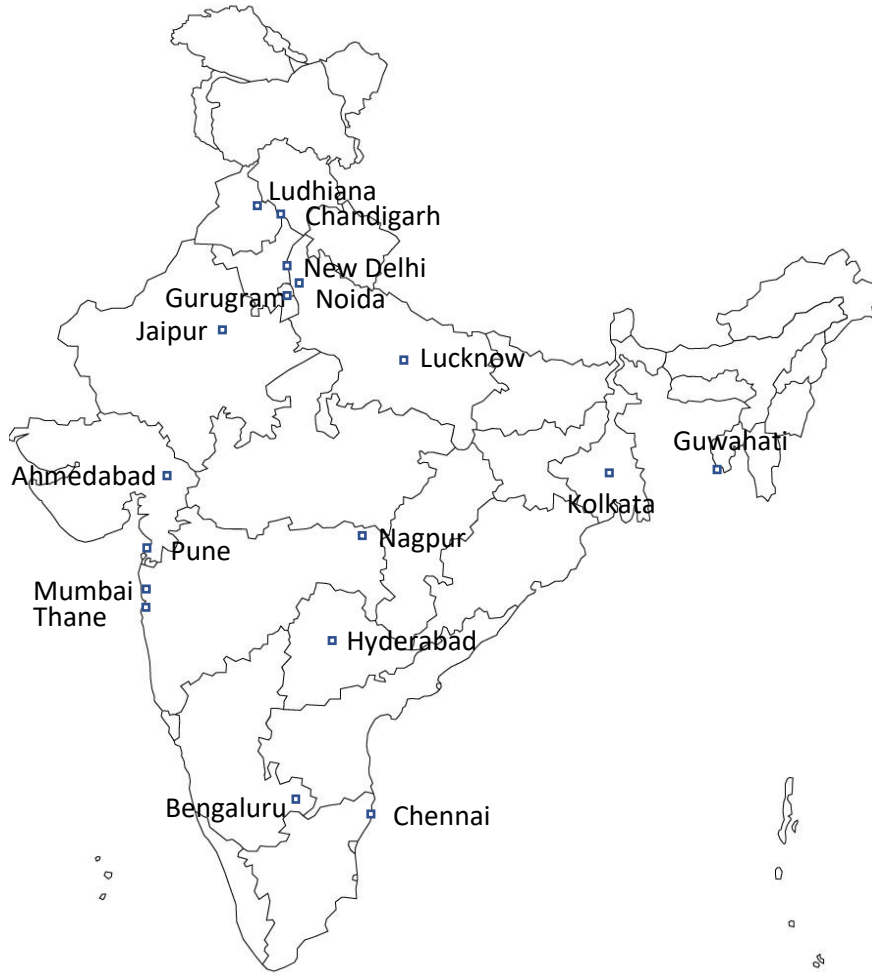 Ludhiana
Chandigarh
New Delhi
Gurugram
Noida
Jaipur
Lucknow
Guwahati
Ahmedabad
Kolkata
Nagpur
Pune
Mumbai
Thane
Hyderabad
Bengaluru
Chennai